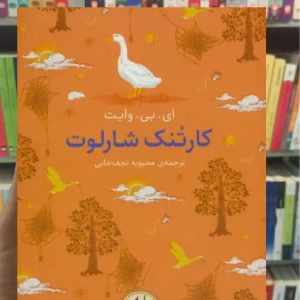 ای. بی. وایت
کارتُنک شارلوت
ترجمه‌ی محبوبه نجف‌خانی